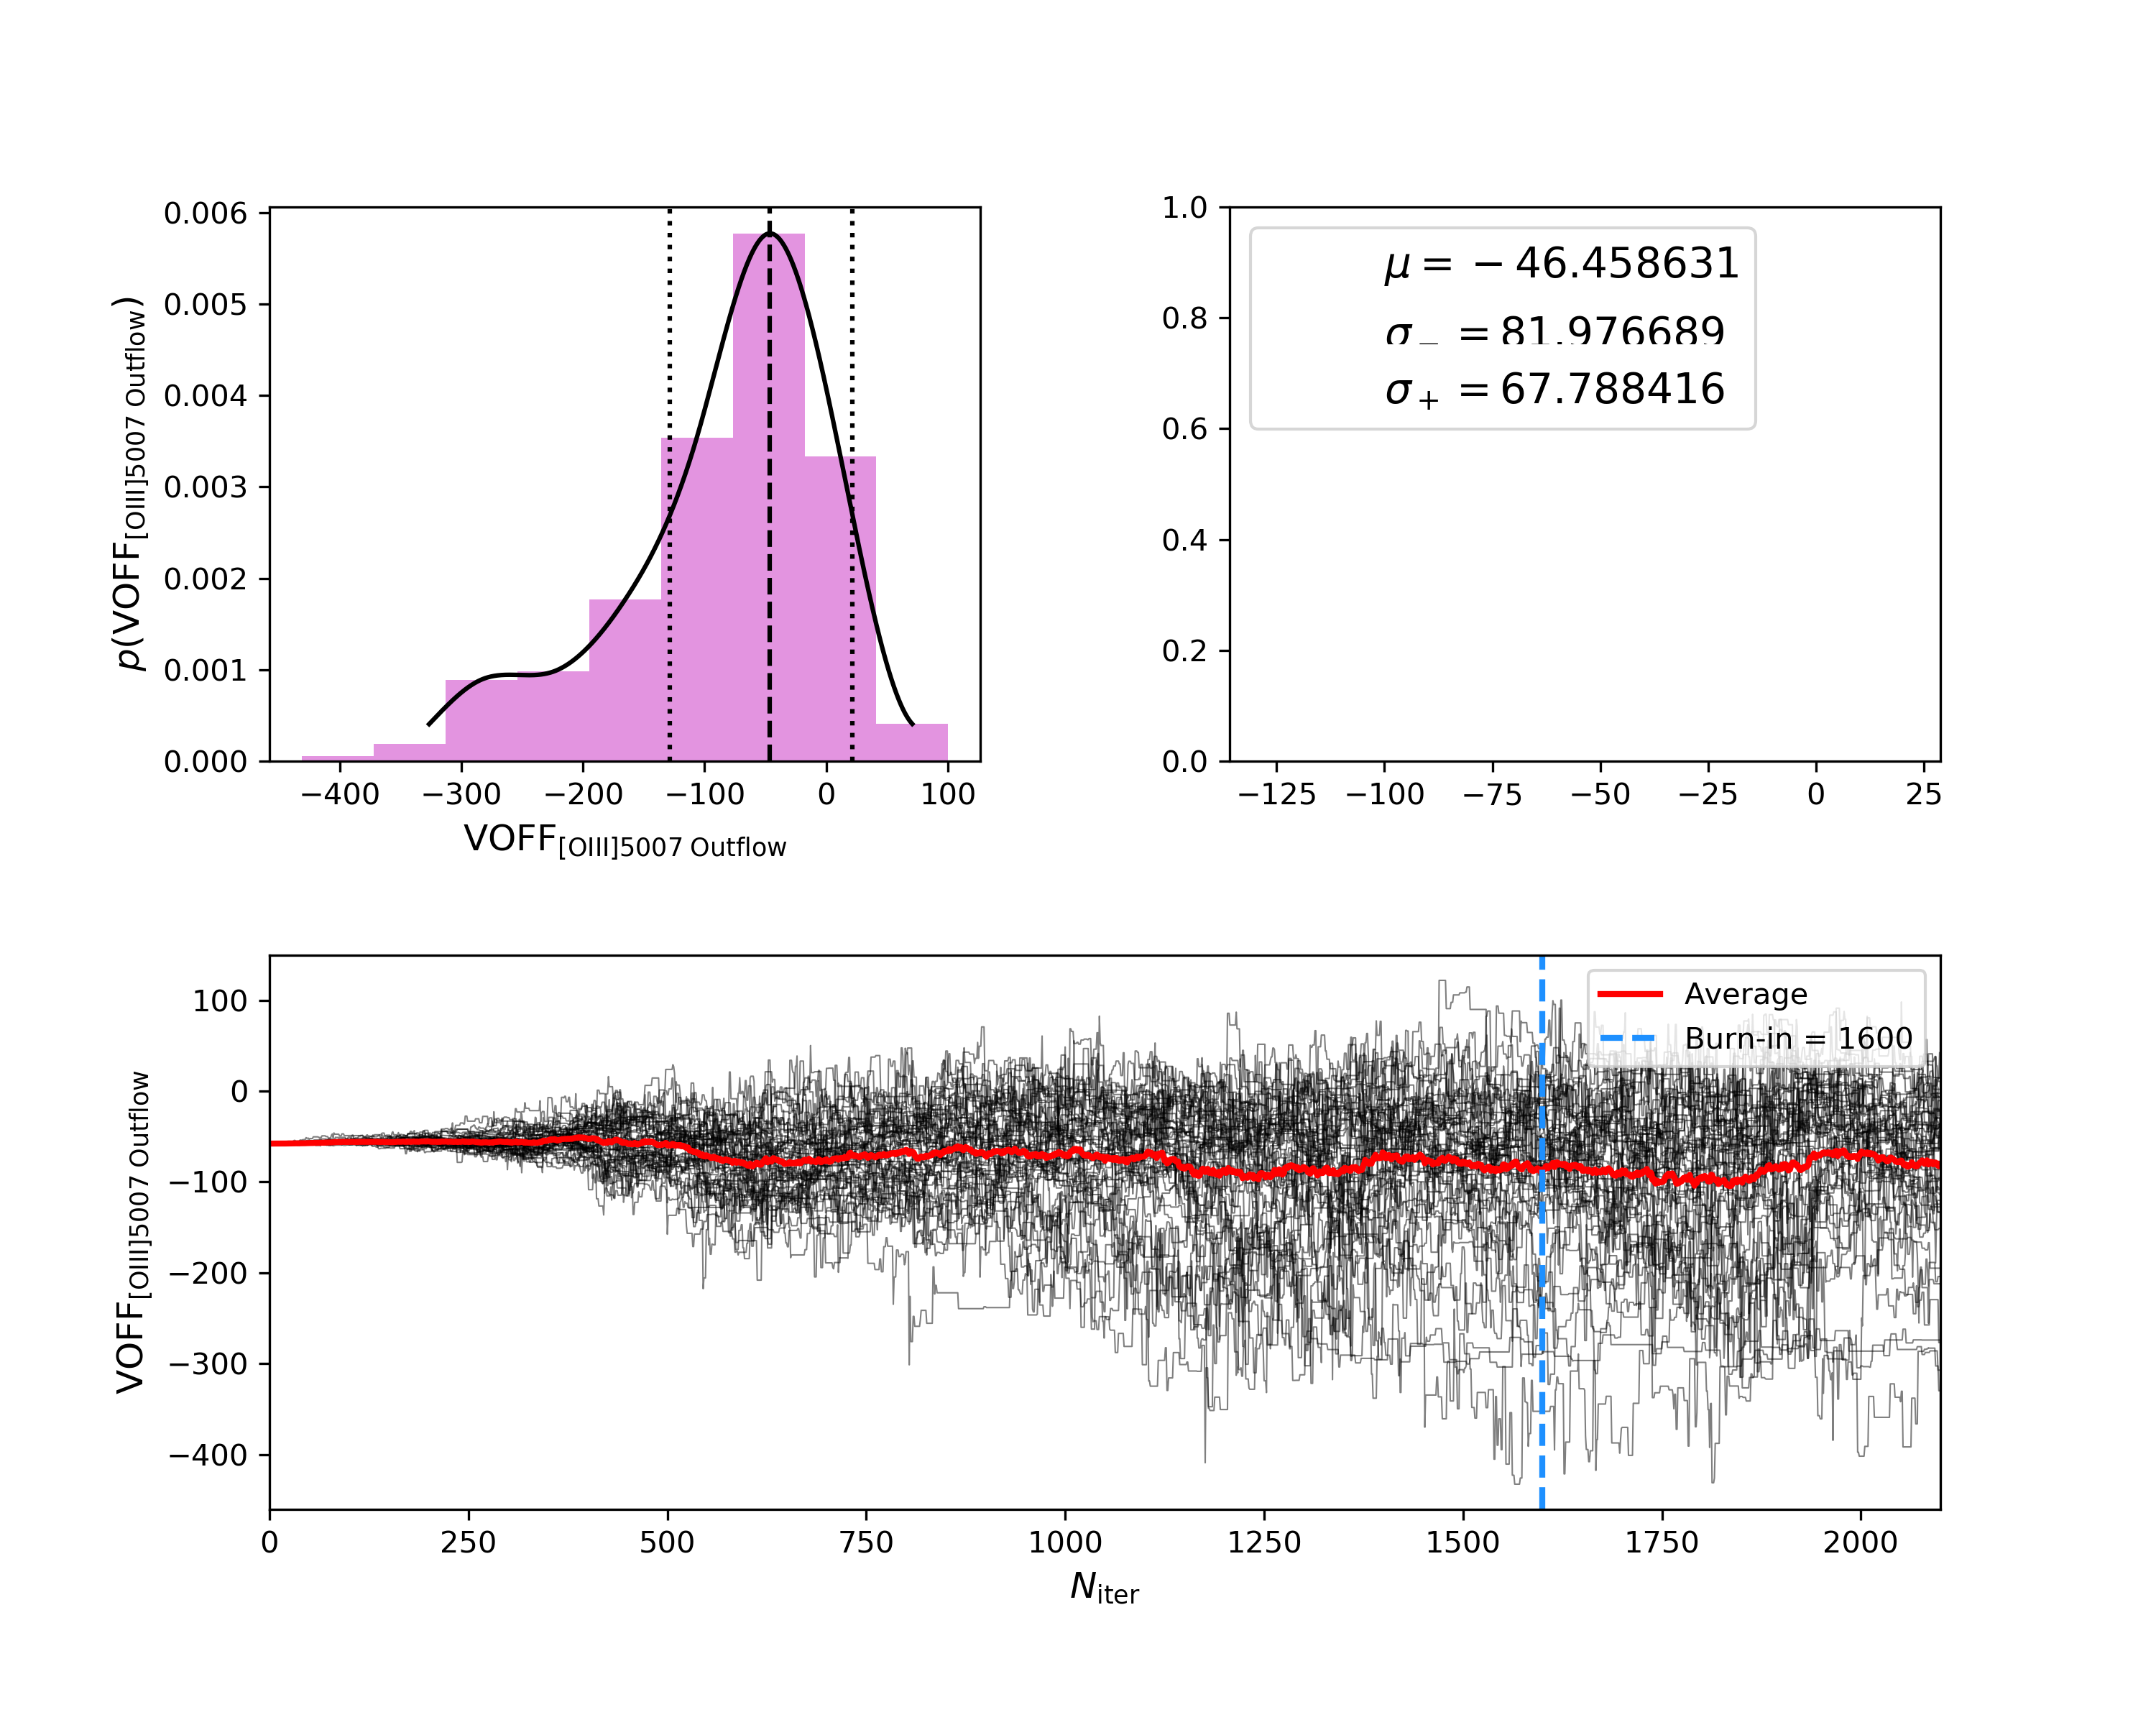 0.006
0.005
0.004
0.003
0.002
0.001
0.000
p(VOFF[OIII]5007 Outflow)
−400 −300 −200 −100 0 100
VOFF[OIII]5007 Outflow
1.0
0.8
0.6
0.4
0.2
0.0
μ = − 46.458631
σ− = 81.976689
σ+ = 67.788416
−125 −100 −75 −50 −25 0 25
100
0
−100
−200
−300
−400
VOFF[OIII]5007 Outflow
Average
Burn-in = 1600
0 250 500 750 1000 1250 1500 1750 2000
Niter